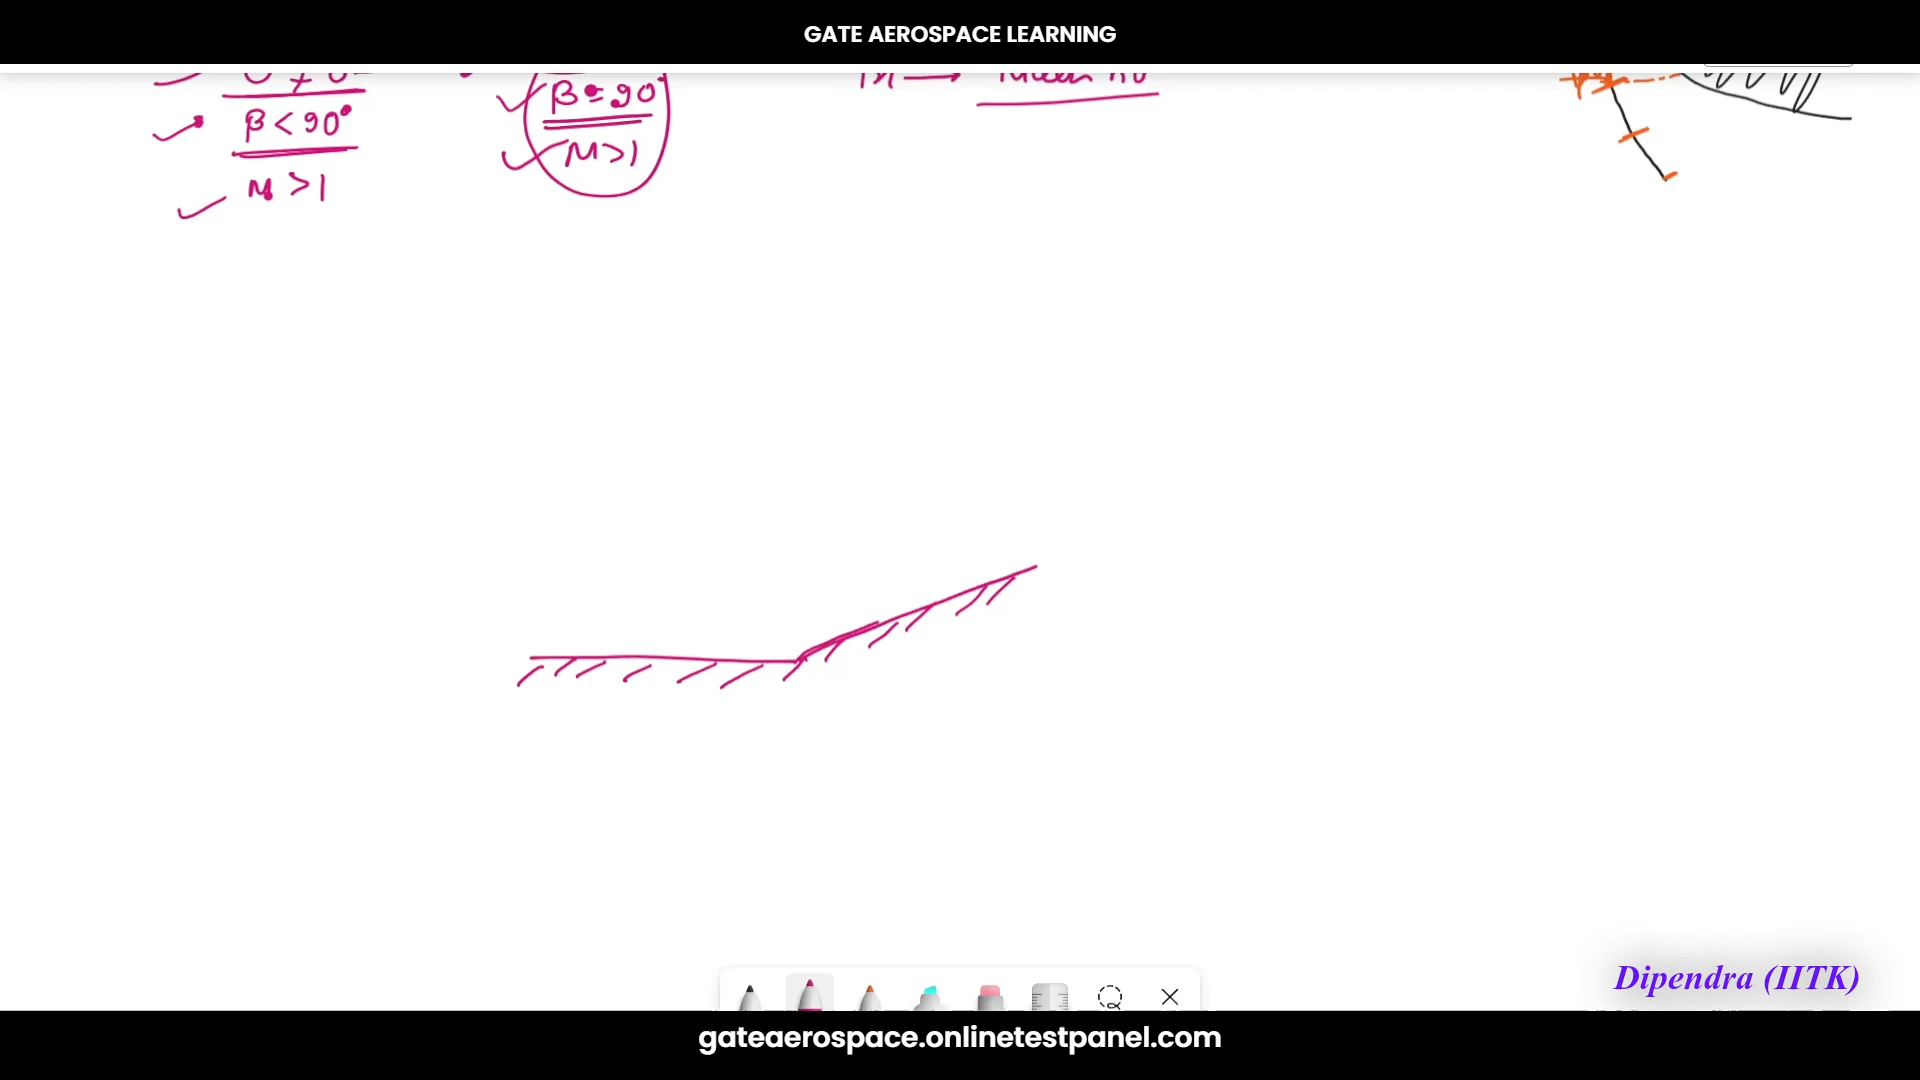 GATE AEROSPACE LEARNING
β < 90°
M > 1
β = 90°
M > 1
M →
Dipendra (IITK)
gateaerospace.onlinetestpanel.com